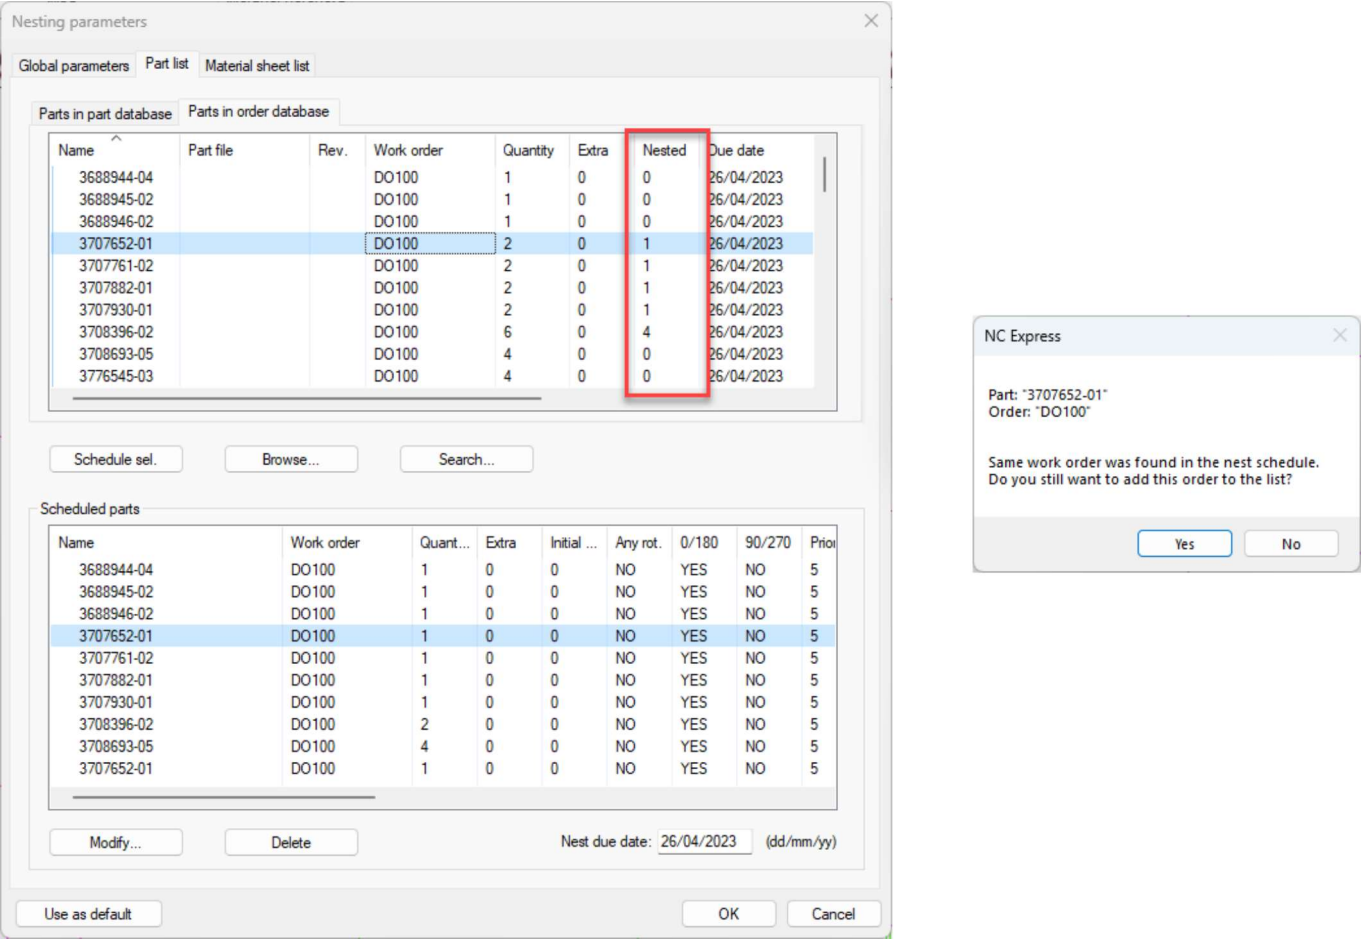 Nesting parameters
Global parameters Part list Material sheet list
Parts in part database Parts in order database
Name Part file Rev. Work order Quantity Extra Nested Due date
3688944-04 DO100 1 0 0 26/04/2023
3688945-02 DO100 1 0 0 26/04/2023
3688946-02 DO100 1 0 0 26/04/2023
3707652-01 DO100 2 0 1 26/04/2023
3707761-02 DO100 2 0 1 26/04/2023
3707882-01 DO100 2 0 1 26/04/2023
3707930-01 DO100 2 0 1 26/04/2023
3708396-02 DO100 6 0 4 26/04/2023
3708693-05 DO100 4 0 0 26/04/2023
3776545-03 DO100 4 0 0 26/04/2023
Schedule sel. Browse... Search...
Scheduled parts
Name Work order Quant... Extra Initial ... Any rot. 0/180 90/270 Prior
3688944-04 DO100 1 0 0 NO YES NO 5
3688945-02 DO100 1 0 0 NO YES NO 5
3688946-02 DO100 1 0 0 NO YES NO 5
3707652-01 DO100 1 0 0 NO YES NO 5
3707761-02 DO100 1 0 0 NO YES NO 5
3707882-01 DO100 1 0 0 NO YES NO 5
3707930-01 DO100 1 0 0 NO YES NO 5
3708396-02 DO100 2 0 0 NO YES NO 5
3708693-05 DO100 4 0 0 NO YES NO 5
3707652-01 DO100 1 0 0 NO YES NO 5
Modify... Delete Nest due date: 26/04/2023 (dd/mm/yy)
Use as default OK Cancel
NC Express
Part: "3707652-01"
Order: "DO100"
Same work order was found in the nest schedule.
Do you still want to add this order to the list?
Yes No